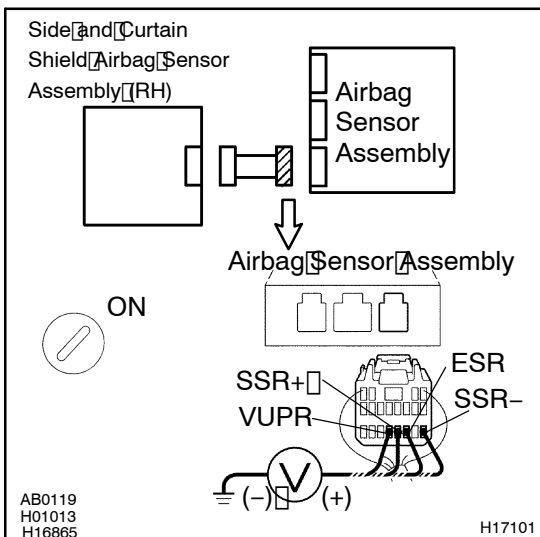 Side▯and▯Curtain
Shield▯Airbag▯Sensor
Assembly▯(RH)
Airbag
Sensor
Assembly
Airbag▯Sensor▯Assembly
ON
SSR+▯
ESR
VUPR
SSR−
V
(−)▯
(+)
AB0119
H01013
H16865
H17101